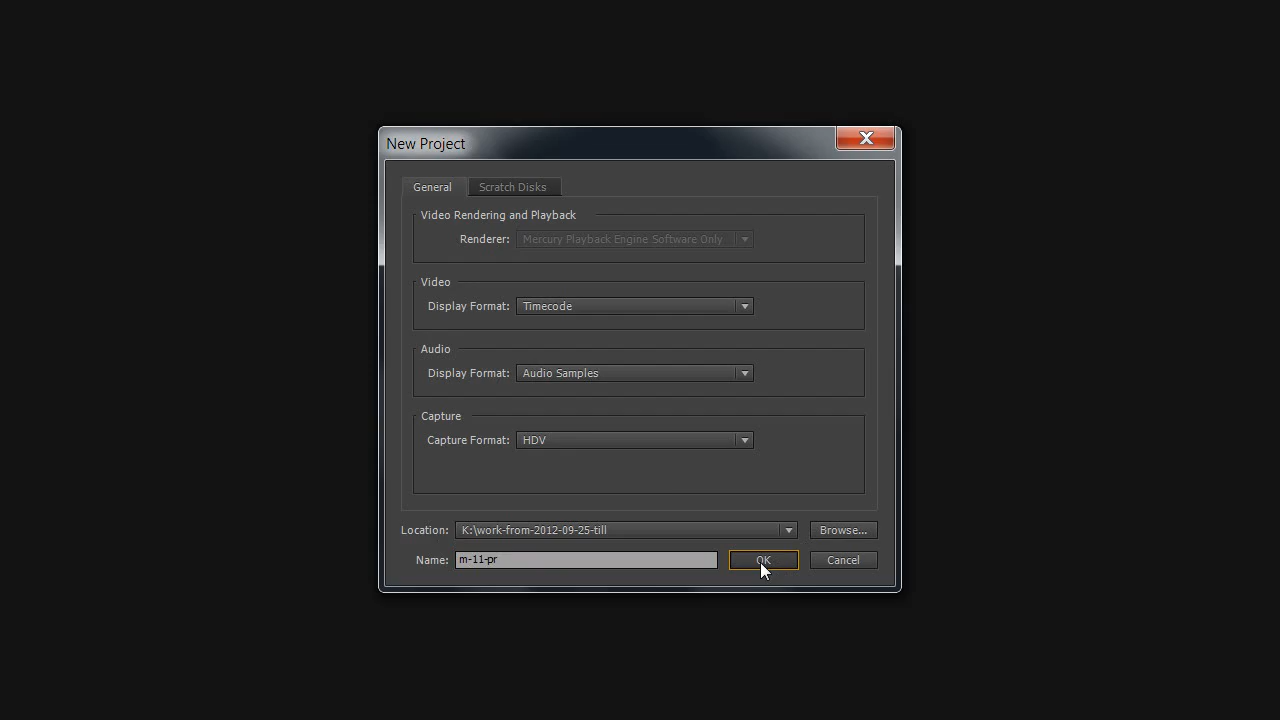 New Project
General
Scratch Disks
Video Rendering and Playback
Renderer: Mercury Playback Engine Software Only
Video
Display Format: Timecode
Audio
Display Format: Audio Samples
Capture
Capture Format: HDV
Location: K:\work-from-2012-09-25-till Browse...
Name: m-11-pr OK Cancel